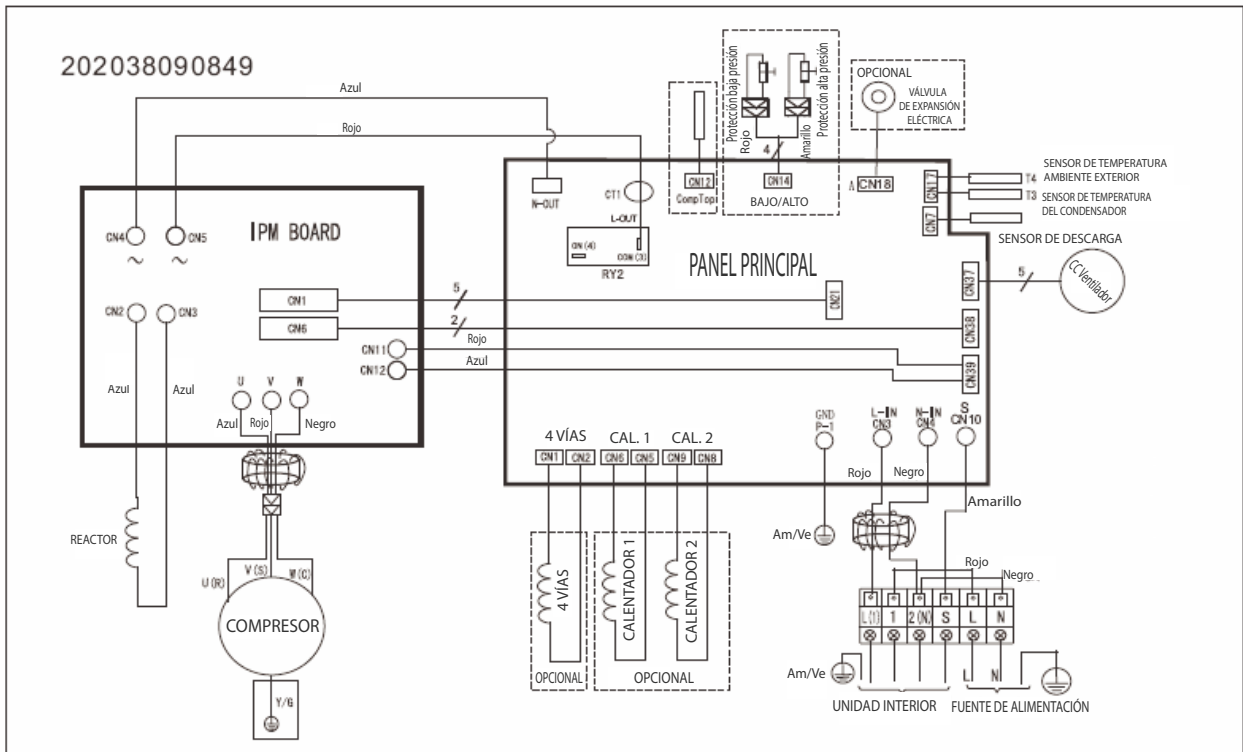 202038090849
Azul
Rojo
IPM BOARD
CN4
CN5
CN2
CN3
CN1
CN6
CN11
CN12
Azul
Azul
U
V
W
Azul
Rojo
Negro
REACTOR
U (R)
V (S)
W (C)
COMPRESOR
Y/G
5
2
Rojo
Azul
CN12
CompTop
Protección baja presión
Rojo
Amarillo
Protección alta presión
4
CN14
BAJO/ALTO
OPCIONAL
VÁLVULA
DE EXPANSIÓN
ELÉCTRICA
A
CN18
N-OUT
CT1
L-OUT
CN (4)
COM (3)
RY2
PANEL PRINCIPAL
CN21
CN17
CN7
CN37
CN38
CN39
T4
SENSOR DE TEMPERATURA
AMBIENTE EXTERIOR
T3
SENSOR DE TEMPERATURA
DEL CONDENSADOR
SENSOR DE DESCARGA
5
CC Ventilador
4 VÍAS
CAL. 1
CAL. 2
CN1
CN2
CN6
CN5
CN9
CN8
4 VÍAS
CALENTADOR 1
CALENTADOR 2
OPCIONAL
OPCIONAL
GND
P-1
L-IN
CN3
N-IN
CN4
S
CN10
Rojo
Negro
Amarillo
Am/Ve
Rojo
Negro
L(1)
1
2(N)
S
L
N
Am/Ve
L
N
UNIDAD INTERIOR
FUENTE DE ALIMENTACIÓN